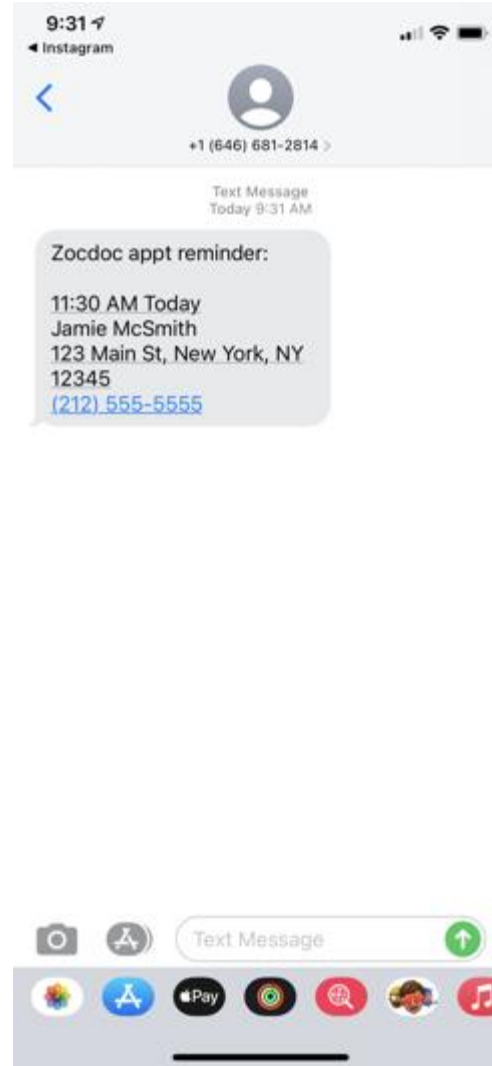 9:31
◀ Instagram
+1 (646) 681-2814 >
Text Message
Today 9:31 AM
Zocdoc appt reminder:
11:30 AM Today
Jamie McSmith
123 Main St, New York, NY
12345
(212) 555-5555
Text Message
Pay